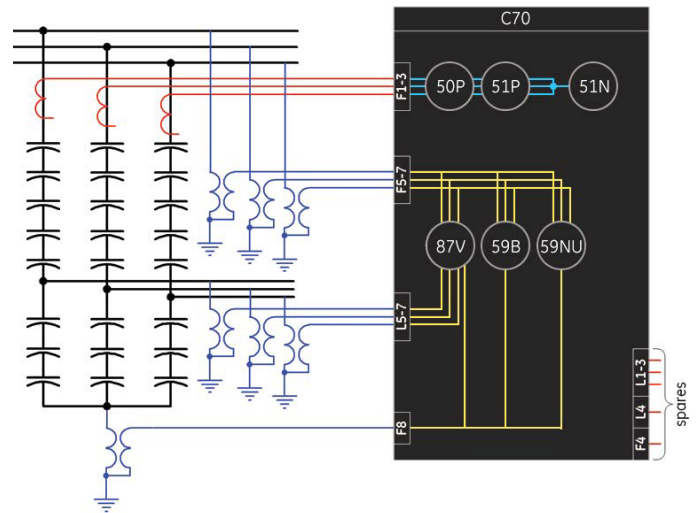 C70
F1-3
50P
51P
51N
F5-7
87V
59B
59NU
L5-7
L1-3
L4
F4
spares
F8